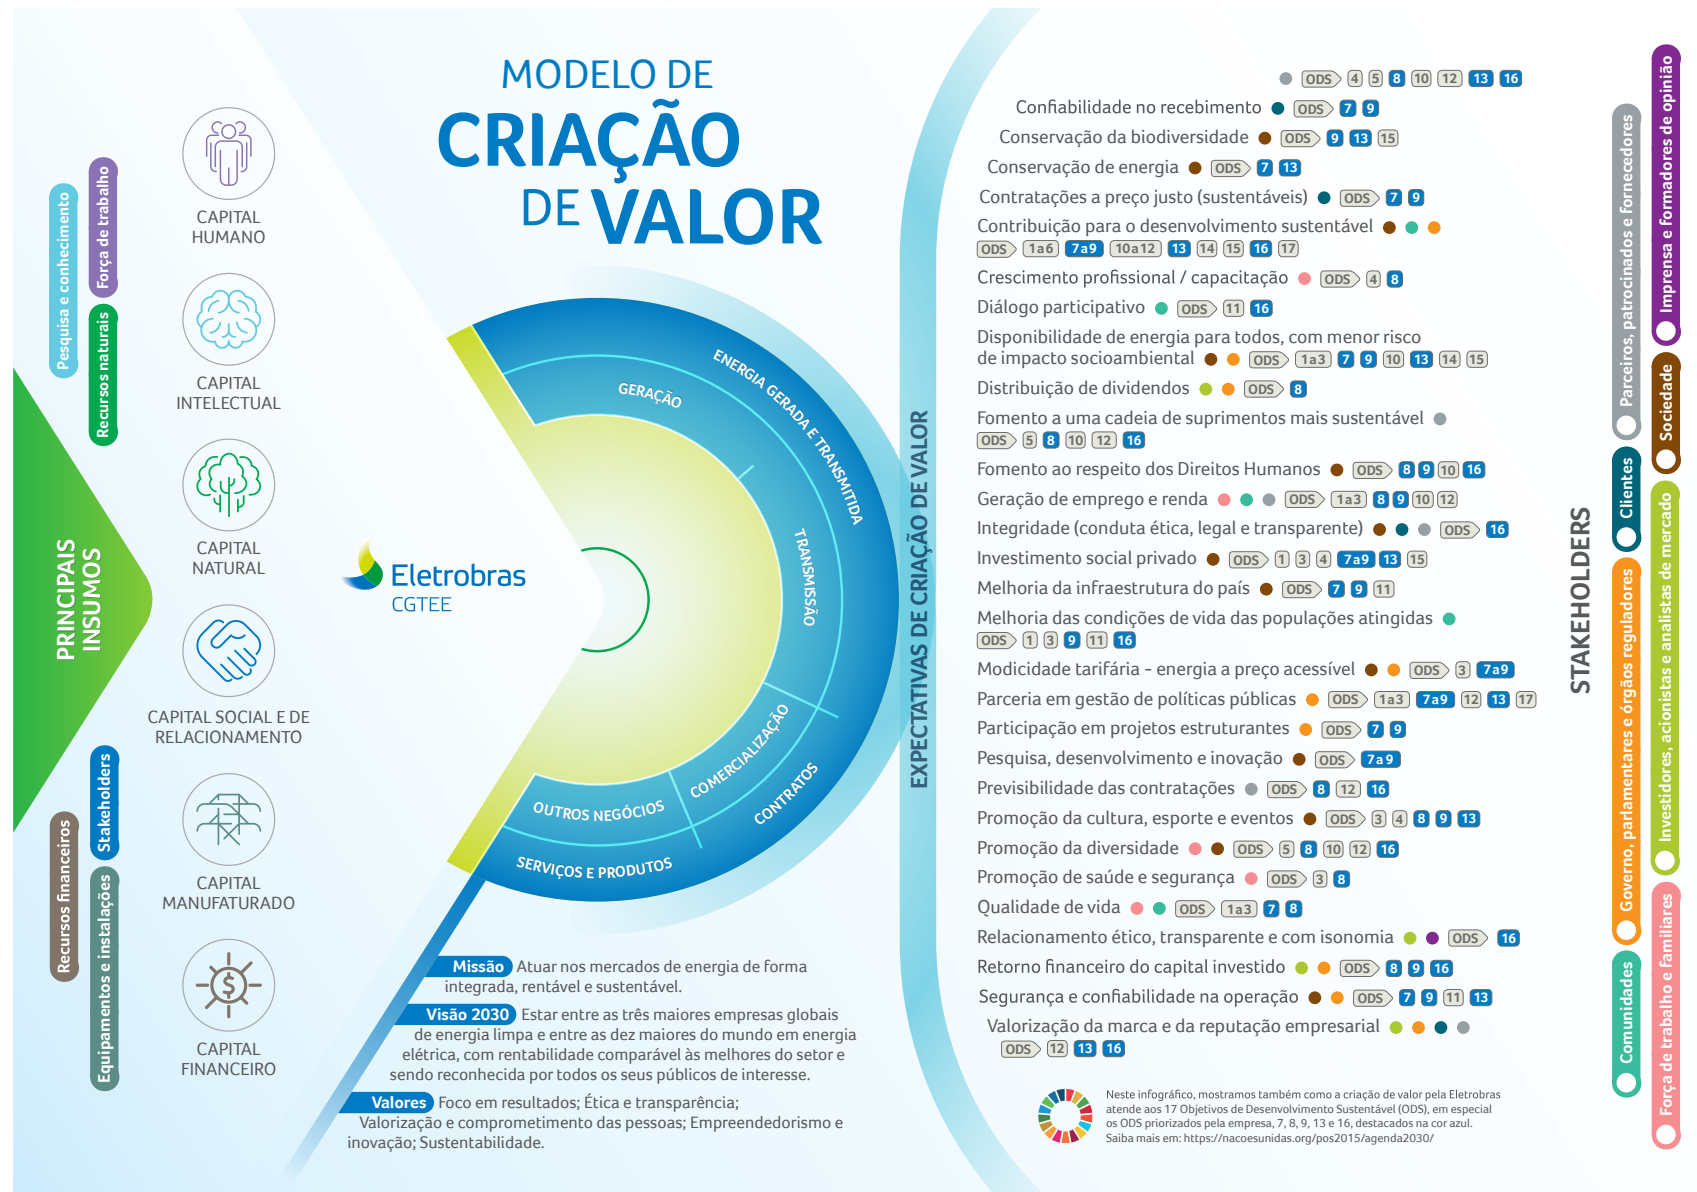 MODELO DE
CRIAÇÃO
DE VALOR
PRINCIPAIS
INSUMOS
Pesquisa e conhecimento
Força de trabalho
Recursos naturais
Recursos financeiros
Stakeholders
Equipamentos e instalações
CAPITAL
HUMANO
CAPITAL
INTELECTUAL
CAPITAL
NATURAL
CAPITAL SOCIAL E DE
RELACIONAMENTO
CAPITAL
MANUFATURADO
CAPITAL
FINANCEIRO
Eletrobras
CGTEE
ENERGIA GERADA E TRANSMITIDA
GERAÇÃO
TRANSMISSÃO
COMERCIALIZAÇÃO
CONTRATOS
OUTROS NEGÓCIOS
SERVIÇOS E PRODUTOS
Missão Atuar nos mercados de energia de forma
integrada, rentável e sustentável.
Visão 2030 Estar entre as três maiores empresas globais
de energia limpa e entre as dez maiores do mundo em energia
elétrica, com rentabilidade comparável às melhores do setor e
sendo reconhecida por todos os seus públicos de interesse.
Valores Foco em resultados; Ética e transparência;
Valorização e comprometimento das pessoas; Empreendedorismo e
inovação; Sustentabilidade.
EXPECTATIVAS DE CRIAÇÃO DE VALOR
ODS 4 5 8 10 12 13 16
Confiabilidade no recebimento ODS 7 9
Conservação da biodiversidade ODS 9 13 15
Conservação de energia ODS 7 13
Contratações a preço justo (sustentáveis) ODS 7 9
Contribuição para o desenvolvimento sustentável
ODS 1 a 6 7 a 9 10 a 12 13 14 15 16 17
Crescimento profissional / capacitação ODS 4 8
Diálogo participativo ODS 11 16
Disponibilidade de energia para todos, com menor risco
de impacto socioambiental ODS 1 a 3 7 9 10 13 14 15
Distribuição de dividendos ODS 8
Fomento a uma cadeia de suprimentos mais sustentável
ODS 5 8 10 12 16
Fomento ao respeito dos Direitos Humanos ODS 8 9 10 16
Geração de emprego e renda ODS 1 a 3 8 9 10 12
Integridade (conduta ética, legal e transparente) ODS 16
Investimento social privado ODS 1 3 4 7 a 9 13 15
Melhoria da infraestrutura do país ODS 7 9 11
Melhoria das condições de vida das populações atingidas
ODS 1 3 9 11 16
Modicidade tarifária - energia a preço acessível ODS 3 7 a 9
Parceria em gestão de políticas públicas ODS 1 a 3 7 a 9 12 13 17
Participação em projetos estruturantes ODS 7 9
Pesquisa, desenvolvimento e inovação ODS 7 a 9
Previsibilidade das contratações ODS 8 12 16
Promoção da cultura, esporte e eventos ODS 3 4 8 9 13
Promoção da diversidade ODS 5 8 10 12 16
Promoção de saúde e segurança ODS 3 8
Qualidade de vida ODS 1 a 3 7 8
Relacionamento ético, transparente e com isonomia ODS 16
Retorno financeiro do capital investido ODS 8 9 16
Segurança e confiabilidade na operação ODS 7 9 11 13
Valorização da marca e da reputação empresarial
ODS 12 13 16
Neste infográfico, mostramos também como a criação de valor pela Eletrobras
atende aos 17 Objetivos de Desenvolvimento Sustentável (ODS), em especial
os ODS priorizados pela empresa, 7, 8, 9, 13 e 16, destacados na cor azul.
Saiba mais em: https://nacoesunidas.org/pos2015/agenda2030/
STAKEHOLDERS
Parceiros, patrocinados e fornecedores
Clientes
Governo, parlamentares e órgãos reguladores
Comunidades
Imprensa e formadores de opinião
Sociedade
Investidores, acionistas e analistas de mercado
Força de trabalho e familiares